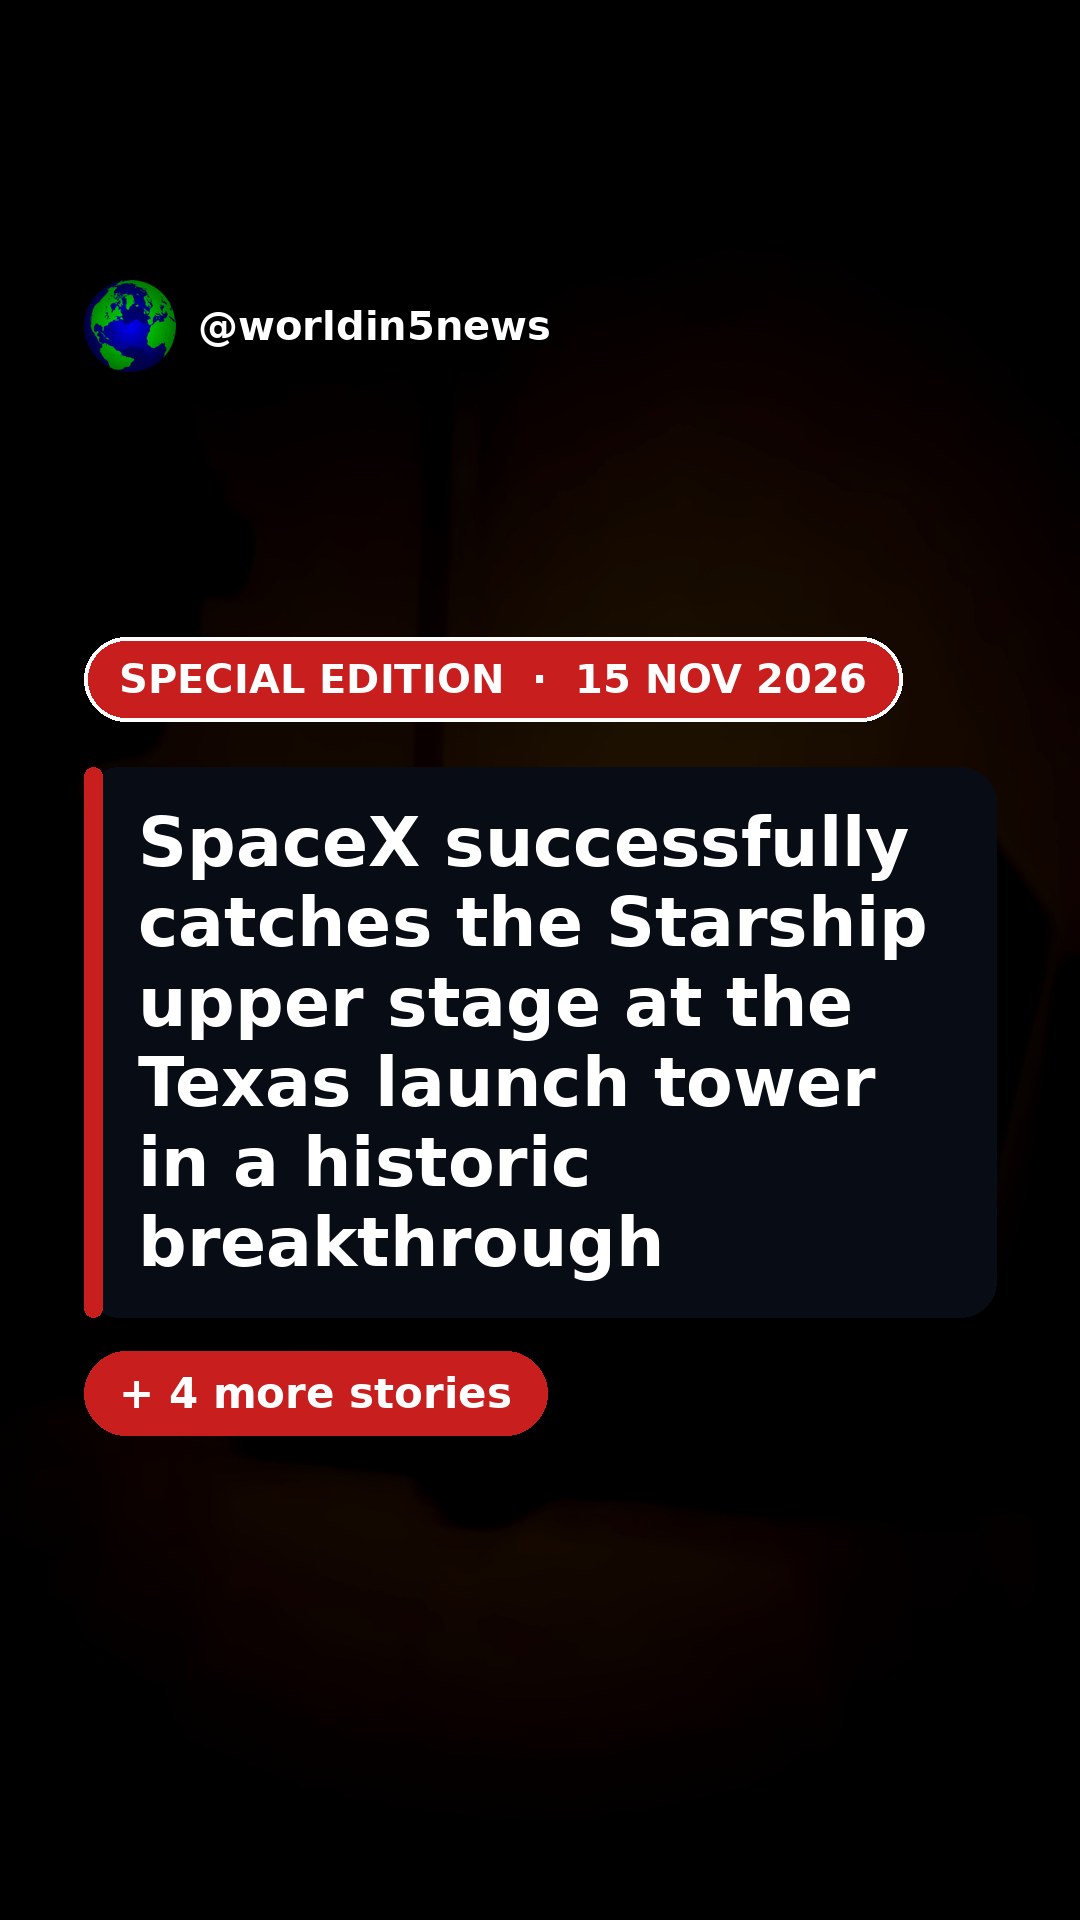 @worldin5news
SPECIAL EDITION · 15 NOV 2026
SpaceX successfully
catches the Starship
upper stage at the
Texas launch tower
in a historic
breakthrough
+ 4 more stories